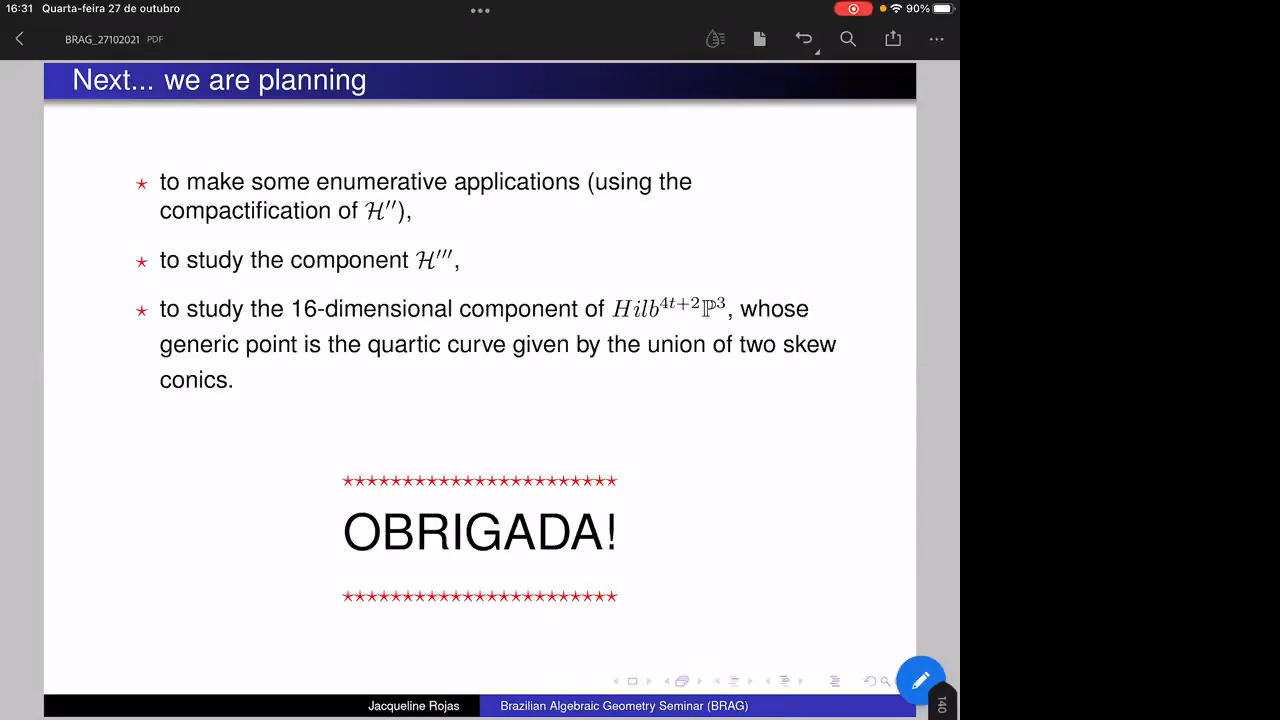 16:31 Quarta-feira 27 de outubro
90%
BRAG_27102021 PDF
Next... we are planning
⋆ to make some enumerative applications (using the
compactification of ℋ′′),
⋆ to study the component ℋ′′′,
⋆ to study the 16-dimensional component of Hilb^{4t+2}ℙ^3, whose
generic point is the quartic curve given by the union of two skew
conics.
⋆⋆⋆⋆⋆⋆⋆⋆⋆⋆⋆⋆⋆⋆⋆⋆⋆⋆⋆⋆⋆⋆⋆
OBRIGADA!
⋆⋆⋆⋆⋆⋆⋆⋆⋆⋆⋆⋆⋆⋆⋆⋆⋆⋆⋆⋆⋆⋆⋆
Jacqueline Rojas
Brazilian Algebraic Geometry Seminar (BRAG)
140